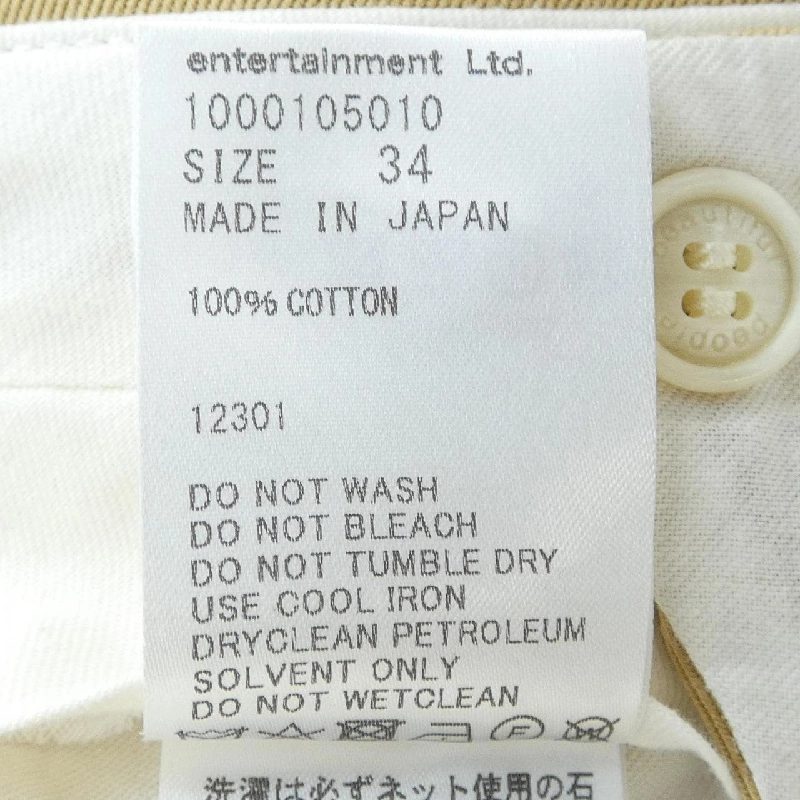 entertainment Ltd.
1000105010
SIZE 34
MADE IN JAPAN
100% COTTON
12301
DO NOT WASH
DO NOT BLEACH
DO NOT TUMBLE DRY
USE COOL IRON
DRYCLEAN PETROLEUM
SOLVENT ONLY
DO NOT WETCLEAN
F
W
洗濯は必ずネット使用の石
beautiful
people